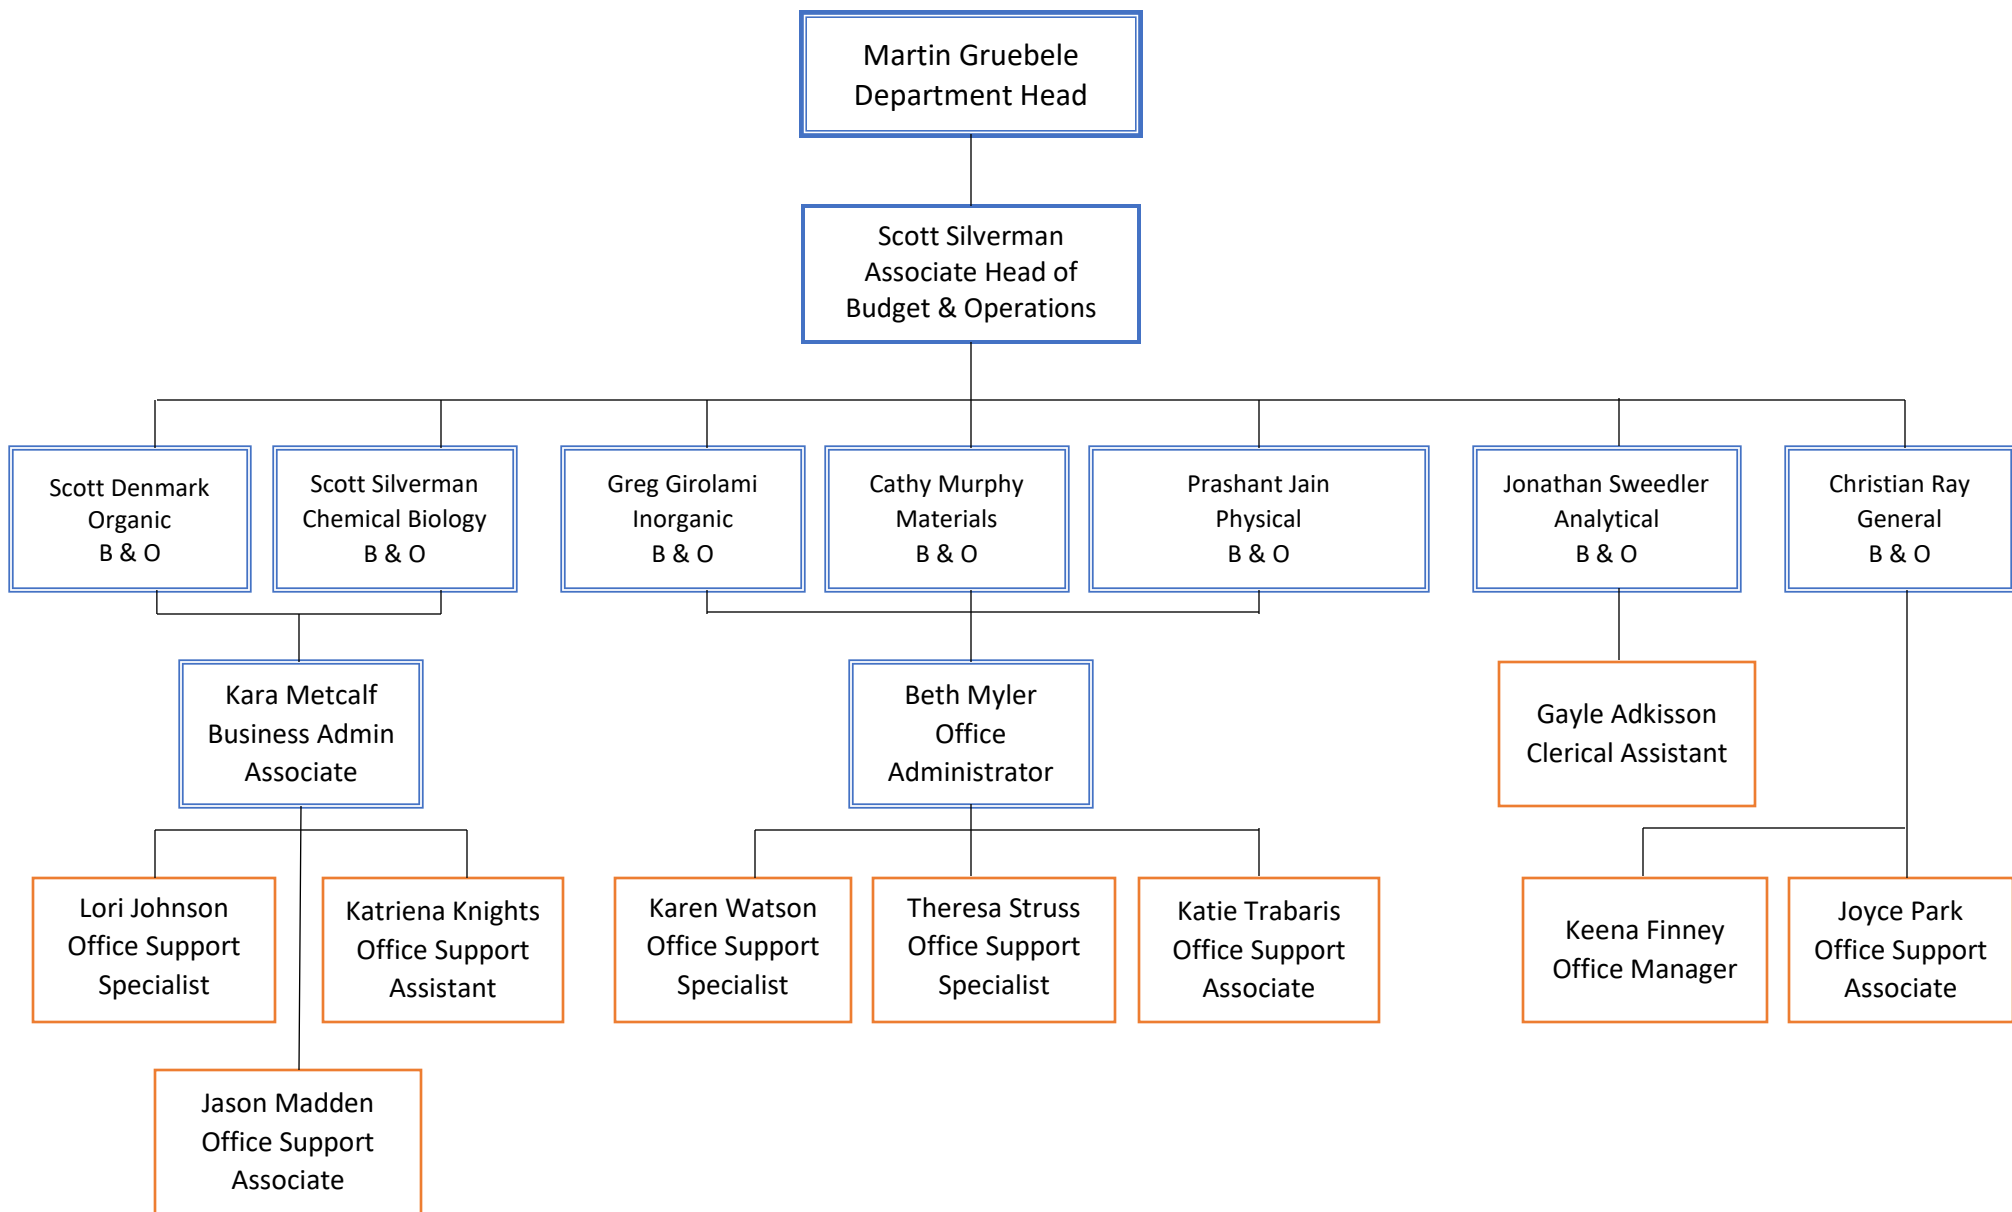 Martin Gruebele
Department Head
Scott Silverman
Associate Head of
Budget & Operations
Scott Denmark
Organic
B & O
Scott Silverman
Chemical Biology
B & O
Greg Girolami
Inorganic
B & O
Cathy Murphy
Materials
B & O
Prashant Jain
Physical
B & O
Jonathan Sweedler
Analytical
B & O
Christian Ray
General
B & O
Kara Metcalf
Business Admin
Associate
Beth Myler
Office
Administrator
Gayle Adkisson
Clerical Assistant
Lori Johnson
Office Support
Specialist
Katriena Knights
Office Support
Assistant
Karen Watson
Office Support
Specialist
Theresa Struss
Office Support
Specialist
Katie Trabaris
Office Support
Associate
Keena Finney
Office Manager
Joyce Park
Office Support
Associate
Jason Madden
Office Support
Associate